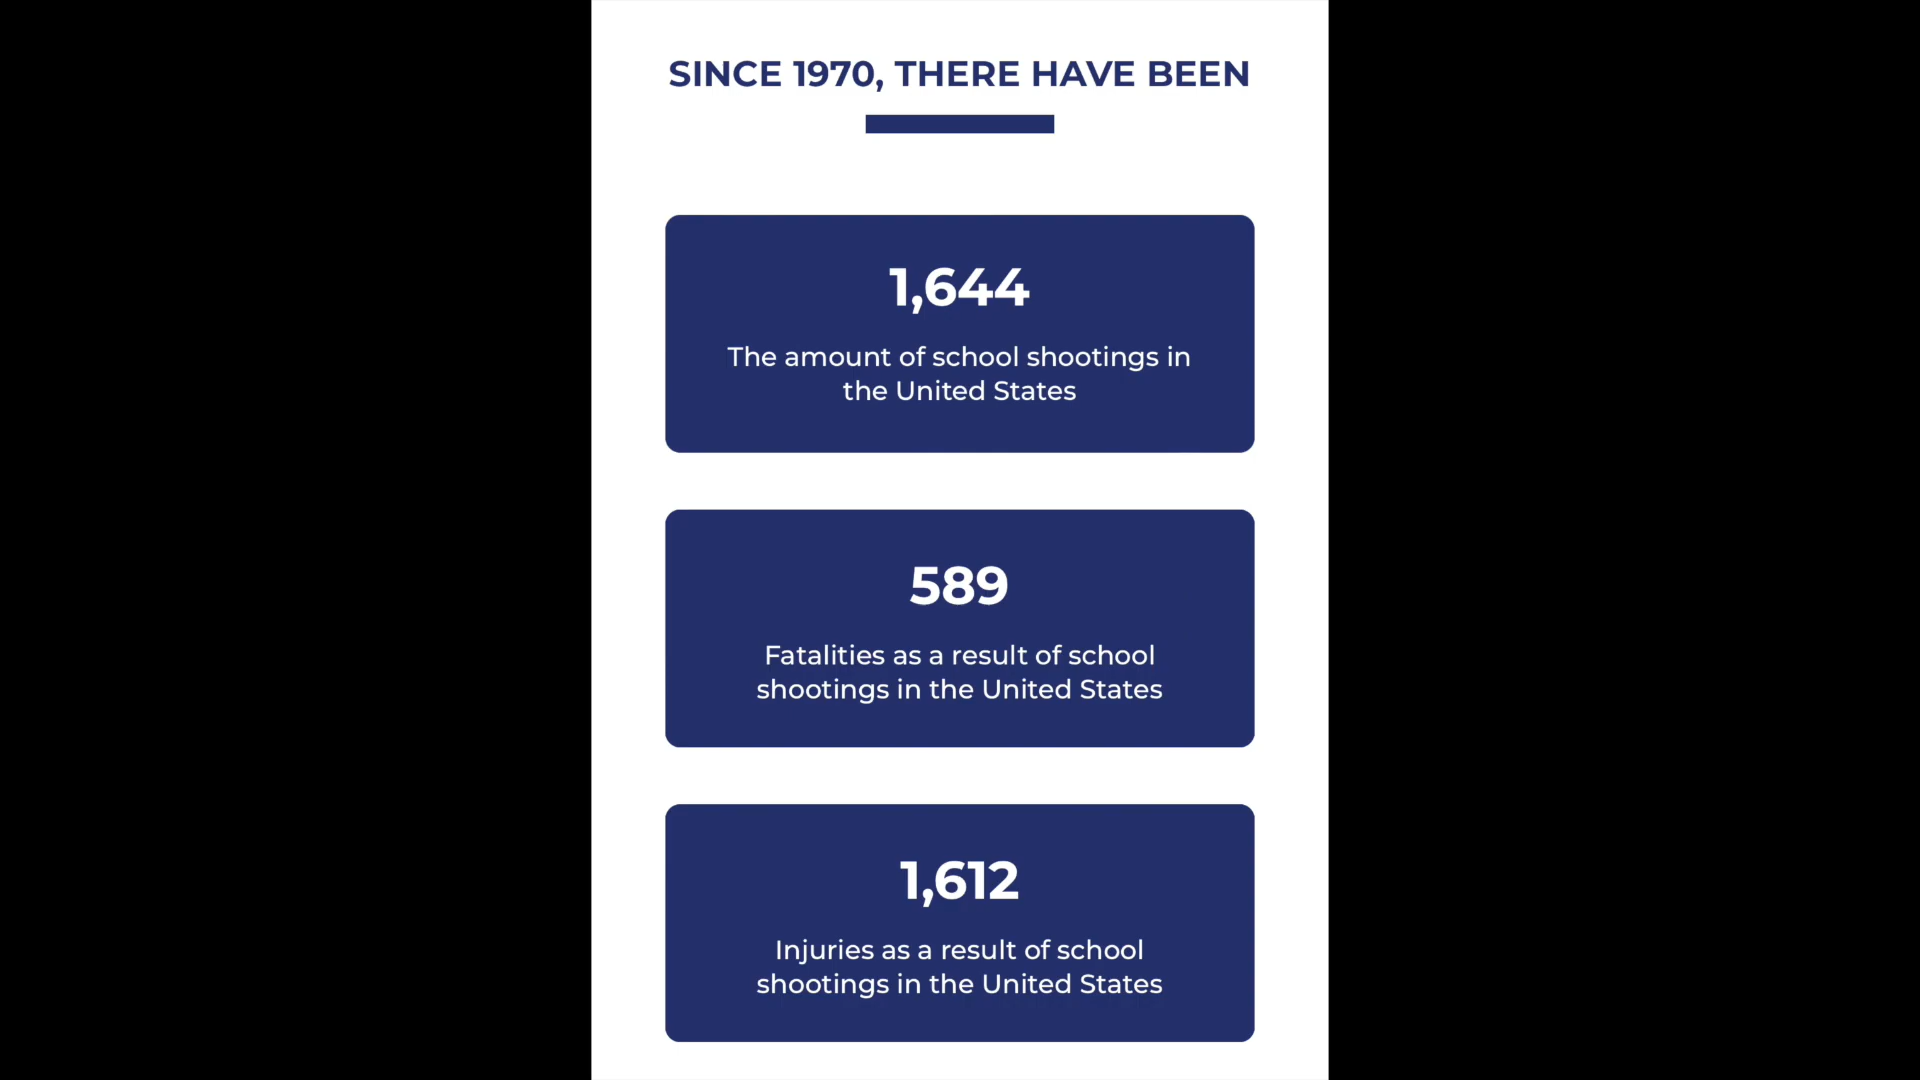 SINCE 1970, THERE HAVE BEEN
1,644
The amount of school shootings in
the United States
589
Fatalities as a result of school
shootings in the United States
1,612
Injuries as a result of school
shootings in the United States